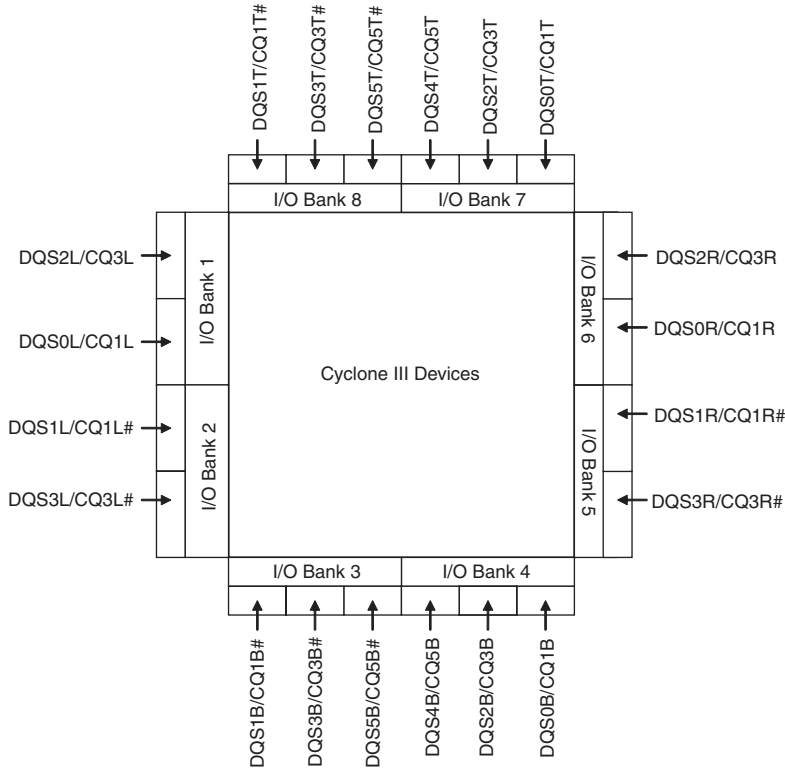 DQS1T/CQ1T#
DQS3T/CQ3T#
DQS5T/CQ5T#
DQS4T/CQ5T
DQS2T/CQ3T
DQS0T/CQ1T
I/O Bank 8
I/O Bank 7
DQS2L/CQ3L
DQS0L/CQ1L
DQS1L/CQ1L#
DQS3L/CQ3L#
I/O Bank 1
I/O Bank 2
Cyclone III Devices
I/O Bank 6
I/O Bank 5
DQS2R/CQ3R
DQS0R/CQ1R
DQS1R/CQ1R#
DQS3R/CQ3R#
I/O Bank 3
I/O Bank 4
DQS1B/CQ1B#
DQS3B/CQ3B#
DQS5B/CQ5B#
DQS4B/CQ5B
DQS2B/CQ3B
DQS0B/CQ1B